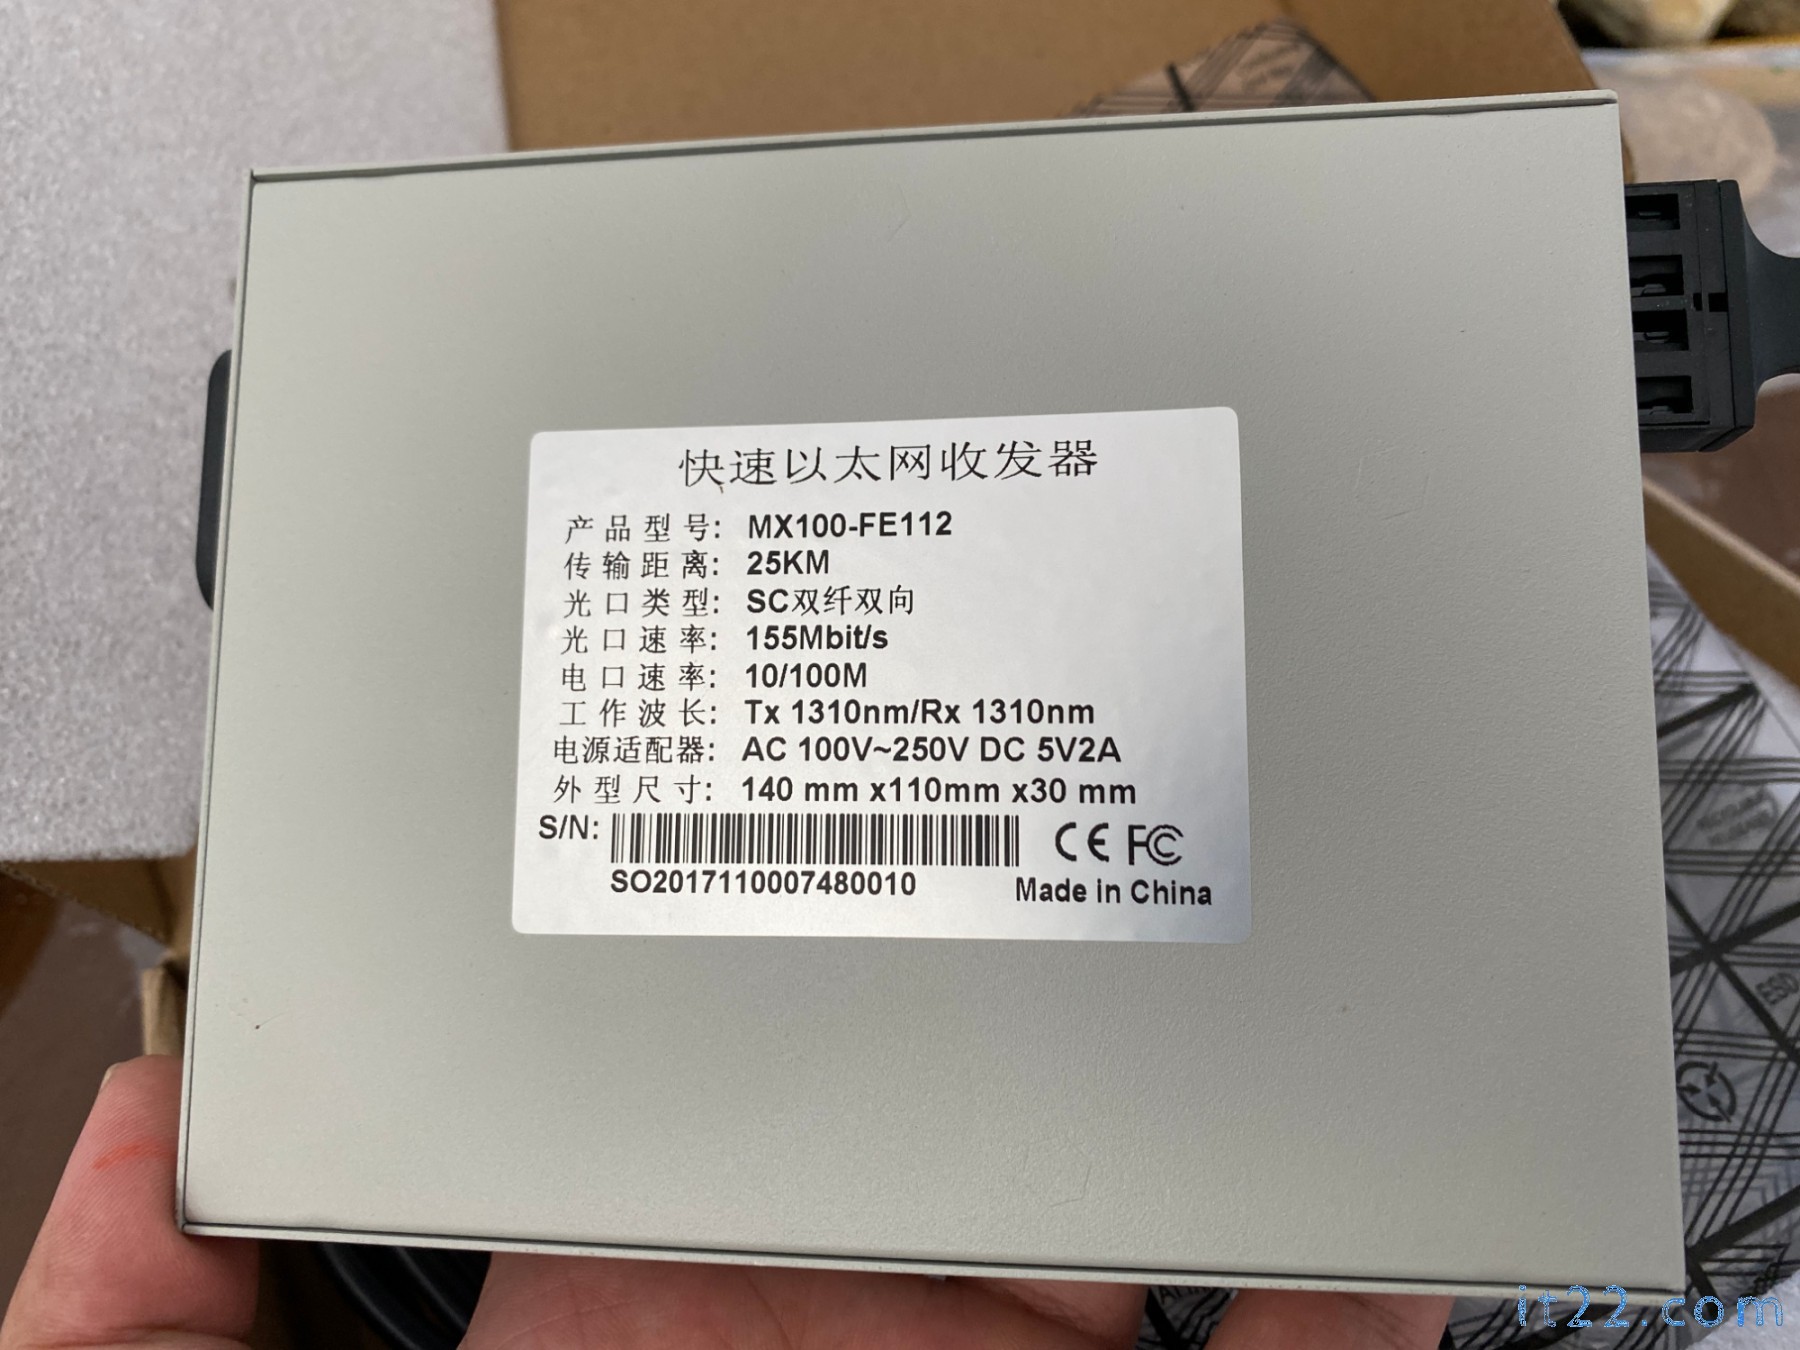 快速以太网收发器
产品型号: MX100-FE112
传输距离: 25KM
光口类型: SC双纤双向
光口速率: 155Mbit/s
电口速率: 10/100M
工作波长: Tx 1310nm/Rx 1310nm
电源适配器: AC 100V~250V DC 5V2A
外型尺寸: 140 mm x110mm x30 mm
S/N:
CE FC
SO2017110007480010
Made in China
ESD
it22.com